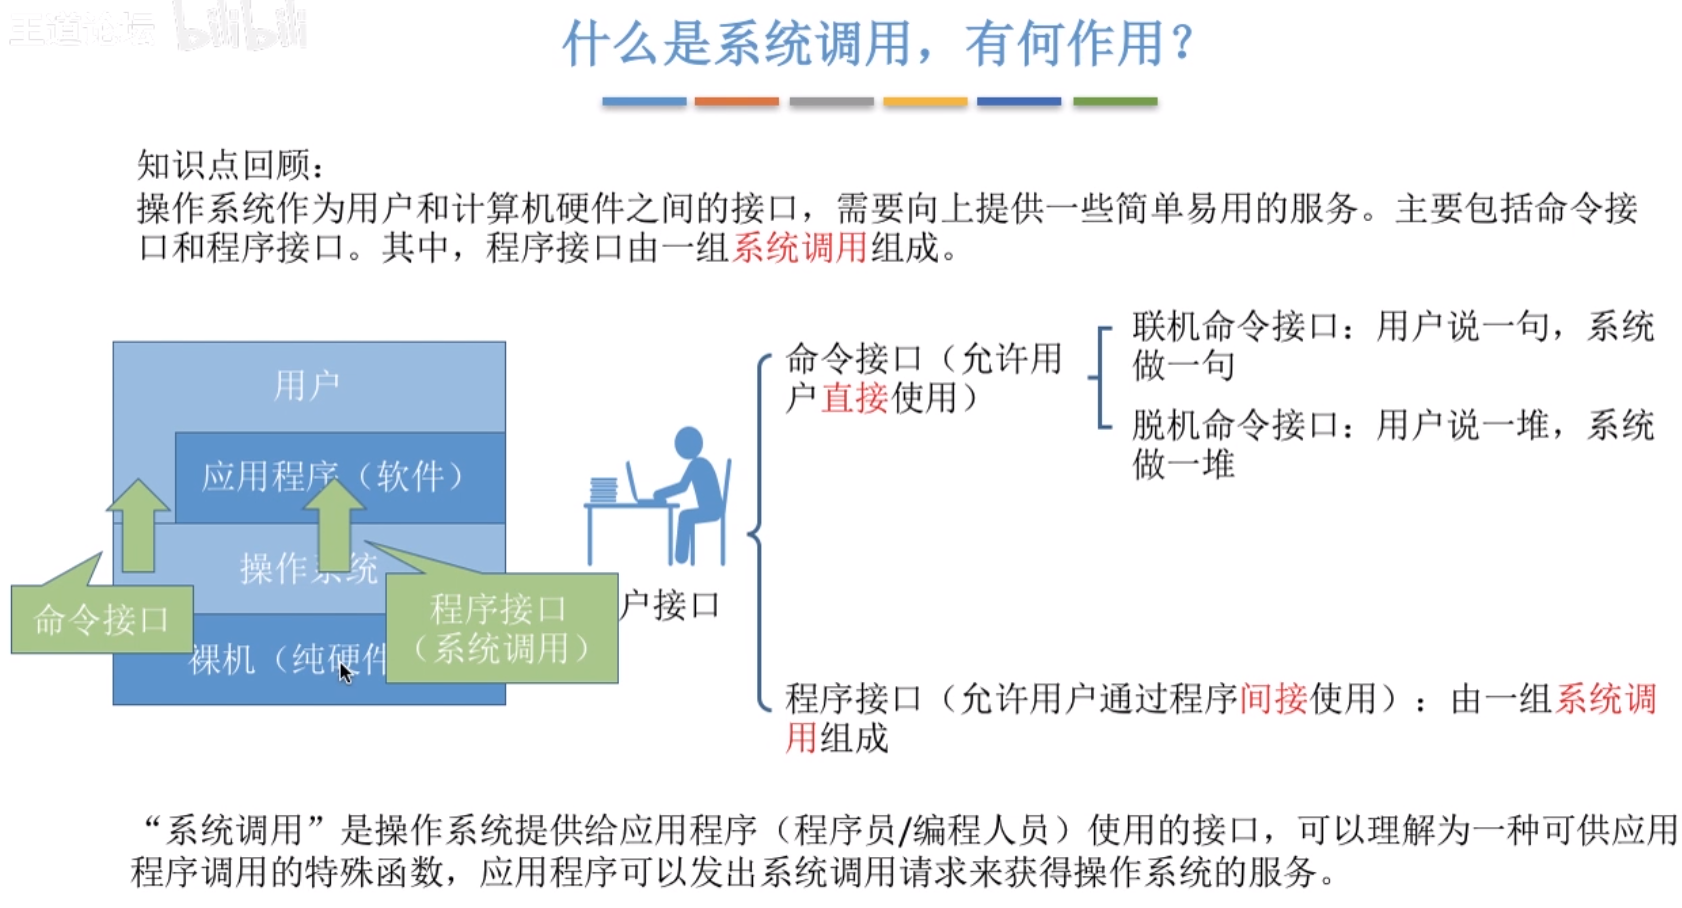 王道论坛 bilibili
什么是系统调用，有何作用？
知识点回顾：
操作系统作为用户和计算机硬件之间的接口，需要向上提供一些简单易用的服务。主要包括命令接
口和程序接口。其中，程序接口由一组系统调用组成。
用户
应用程序（软件）
操作系统
裸机（纯硬件
命令接口
程序接口
（系统调用）
户接口
命令接口（允许用
户直接使用）
联机命令接口：用户说一句，系统
做一句
脱机命令接口：用户说一堆，系统
做一堆
程序接口（允许用户通过程序间接使用）：由一组系统调
用组成
“系统调用”是操作系统提供给应用程序（程序员/编程人员）使用的接口，可以理解为一种可供应用
程序调用的特殊函数，应用程序可以发出系统调用请求来获得操作系统的服务。